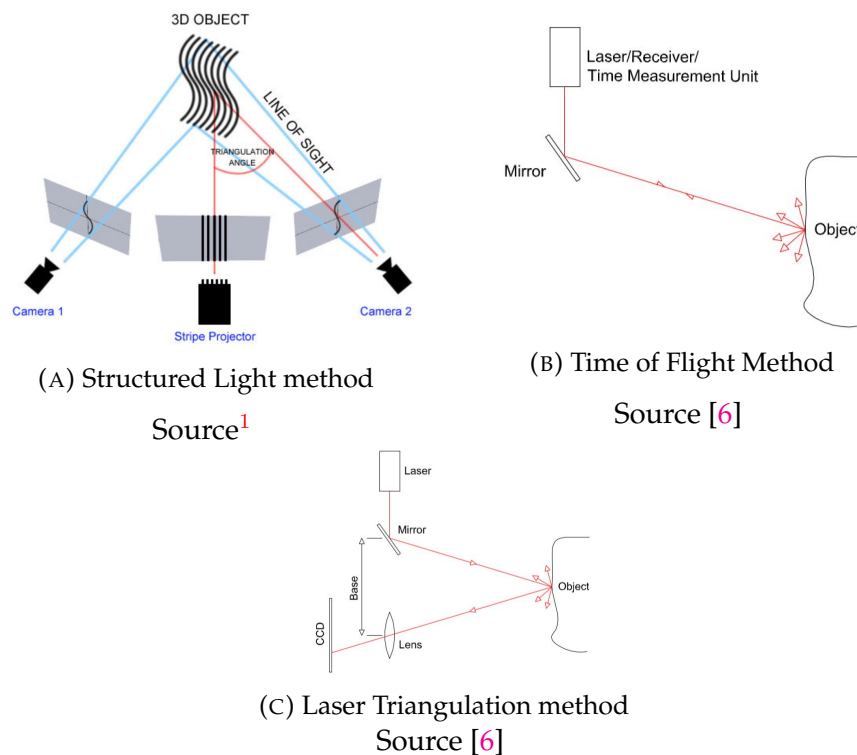 3D OBJECT
LINE OF SIGHT
TRIANGULATION
ANGLE
Camera 1
Stripe Projector
Camera 2
(A) Structured Light method
Source1
Laser/Receiver/
Time Measurement Unit
Mirror
Object
(B) Time of Flight Method
Source [6]
Laser
Mirror
Base
Object
CCD
Lens
(C) Laser Triangulation method
Source [6]